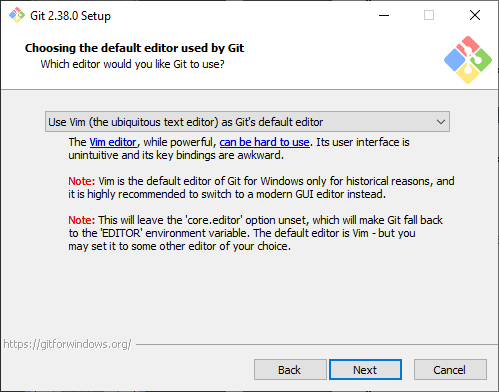 Git 2.38.0 Setup
Choosing the default editor used by Git
Which editor would you like Git to use?
Use Vim (the ubiquitous text editor) as Git's default editor
The Vim editor, while powerful, can be hard to use. Its user interface is
unintuitive and its key bindings are awkward.
Note: Vim is the default editor of Git for Windows only for historical reasons, and
it is highly recommended to switch to a modern GUI editor instead.
Note: This will leave the 'core.editor' option unset, which will make Git fall back
to the 'EDITOR' environment variable. The default editor is Vim - but you
may set it to some other editor of your choice.
https://gitforwindows.org/
Back
Next
Cancel